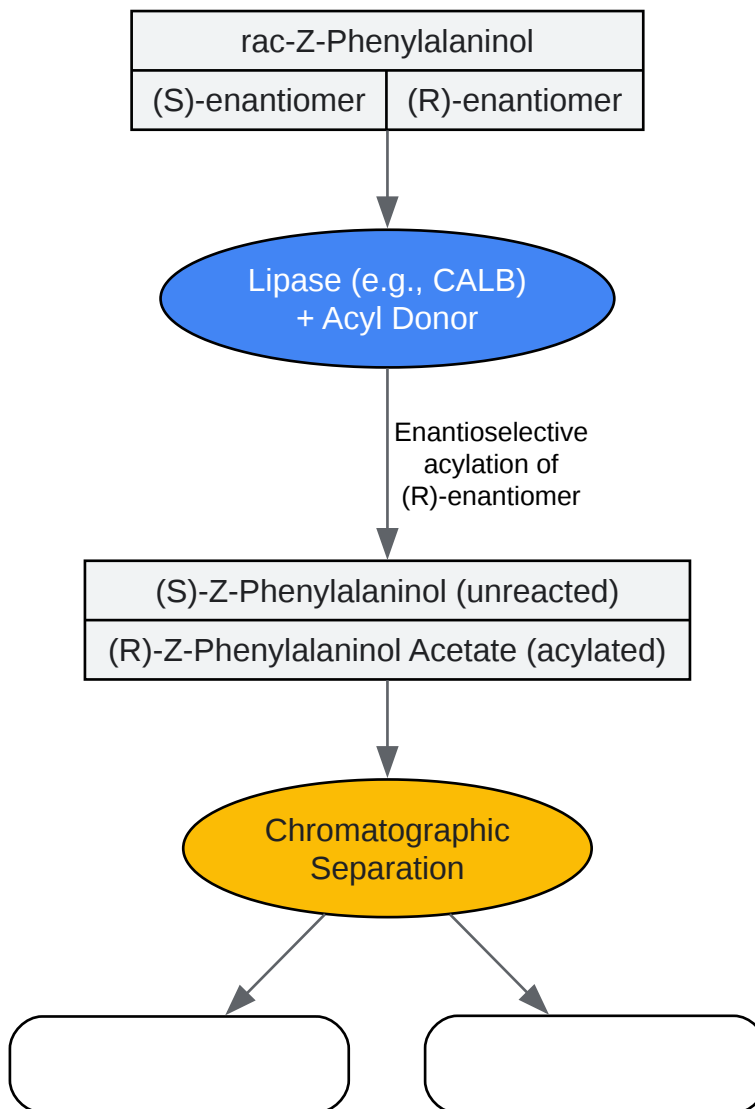 rac-Z-Phenylalaninol
(S)-enantiomer
(R)-enantiomer
Lipase (e.g., CALB)
+ Acyl Donor
Enantioselective
acylation of
(R)-enantiomer
(S)-Z-Phenylalaninol (unreacted)
(R)-Z-Phenylalaninol Acetate (acylated)
Chromatographic
Separation